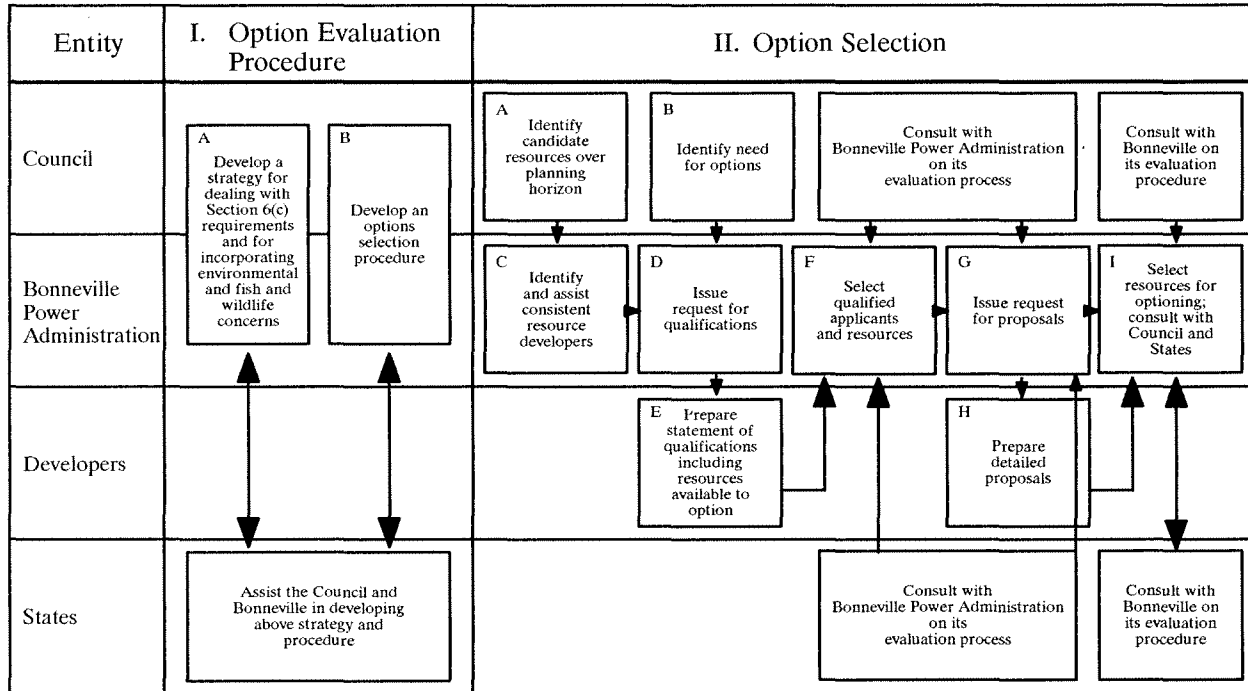 Entity
I. Option Evaluation
Procedure
II. Option Selection
Council
A
Develop a
strategy for
dealing with
Section 6(c)
requirements
and for
incorporating
environmental
and fish and
wildlife
concerns
B
Develop an
options
selection
procedure
A
Identify
candidate
resources over
planning
horizon
B
Identify need
for options
Consult with
Bonneville Power Administration
on its
evaluation process
Consult with
Bonneville on
its evaluation
procedure
Bonneville
Power
Administration
C
Identify
and assist
consistent
resource
developers
D
Issue
request for
qualifications
F
Select
qualified
applicants
and resources
G
Issue request
for proposals
I
Select
resources for
optioning;
consult with
Council and
States
Developers
E
Prepare
statement of
qualifications
including
resources
available to
option
H
Prepare
detailed
proposals
States
Assist the Council and
Bonneville in developing
above strategy and
procedure
Consult with
Bonneville Power Administration
on its
evaluation process
Consult with
Bonneville on
its evaluation
procedure